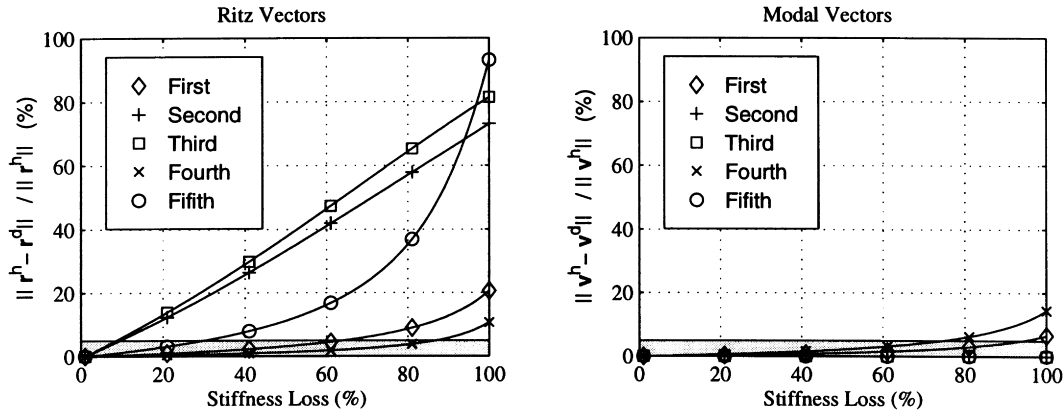 Ritz Vectors
|| r^h – r^d || / || r^h || (%)
100
80
60
40
20
0
First
Second
Third
Fourth
Fifith
0 20 40 60 80 100
Stiffness Loss (%)
Modal Vectors
|| v^h – v^d || / || v^h || (%)
100
80
60
40
20
0
First
Second
Third
Fourth
Fifith
0 20 40 60 80 100
Stiffness Loss (%)